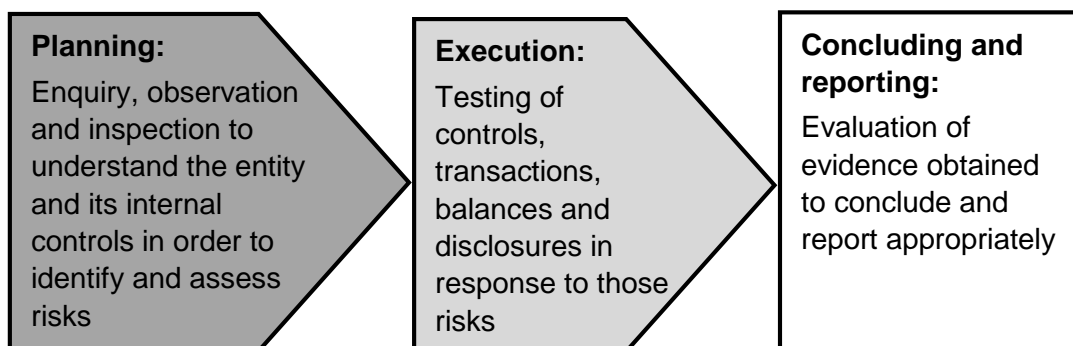 Planning:
Enquiry, observation
and inspection to
understand the entity
and its internal
controls in order to
identify and assess
risks
Execution:
Testing of
controls,
transactions,
balances and
disclosures in
response to those
risks
Concluding and
reporting:
Evaluation of
evidence obtained
to conclude and
report appropriately